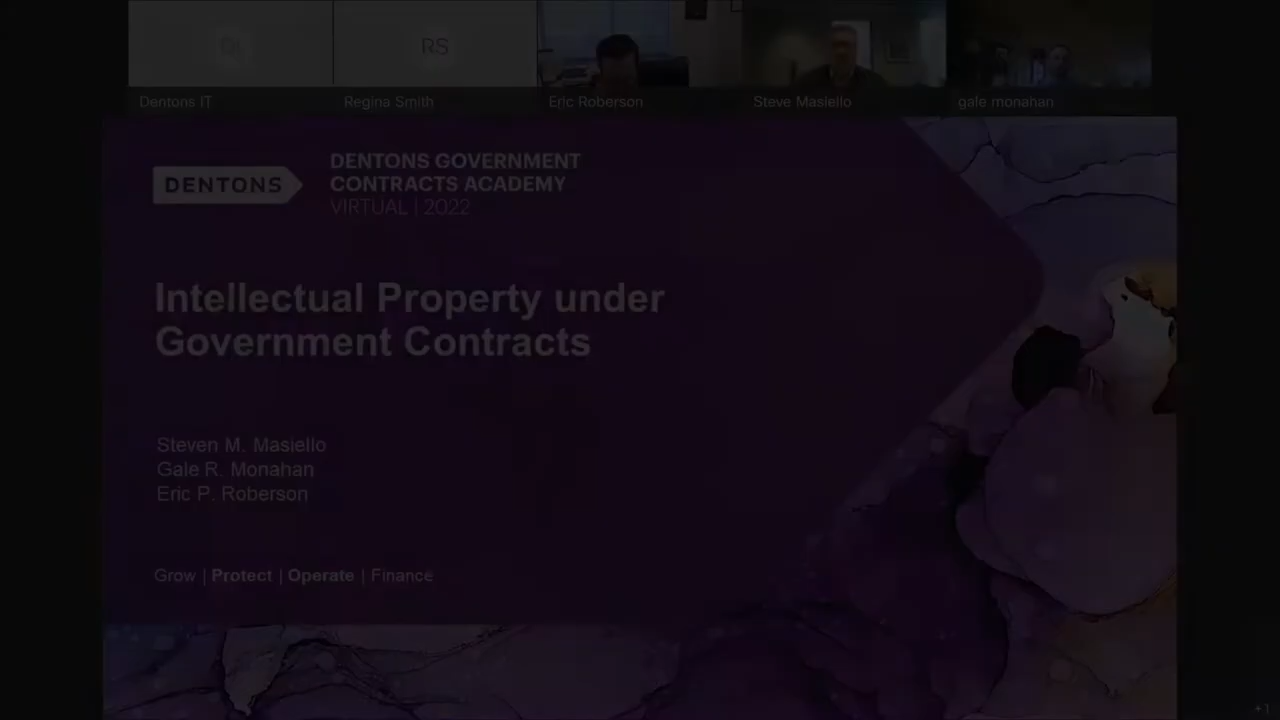 RS
Dentons IT
Regina Smith
Eric Roberson
Steve Masiello
gale monahan
DENTONS
DENTONS GOVERNMENT
CONTRACTS ACADEMY
VIRTUAL | 2022
Intellectual Property under
Government Contracts
Steven M. Masiello
Gale R. Monahan
Eric P. Roberson
Grow | Protect | Operate | Finance
+1